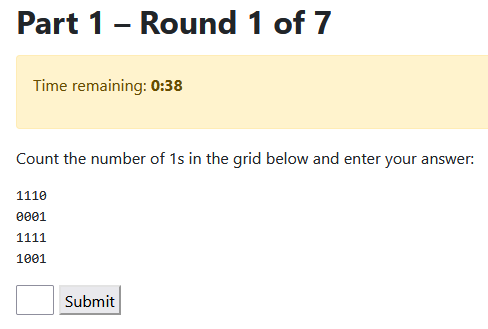 Part 1 – Round 1 of 7
Time remaining: 0:38
Count the number of 1s in the grid below and enter your answer:
1110
0001
1111
1001
Submit